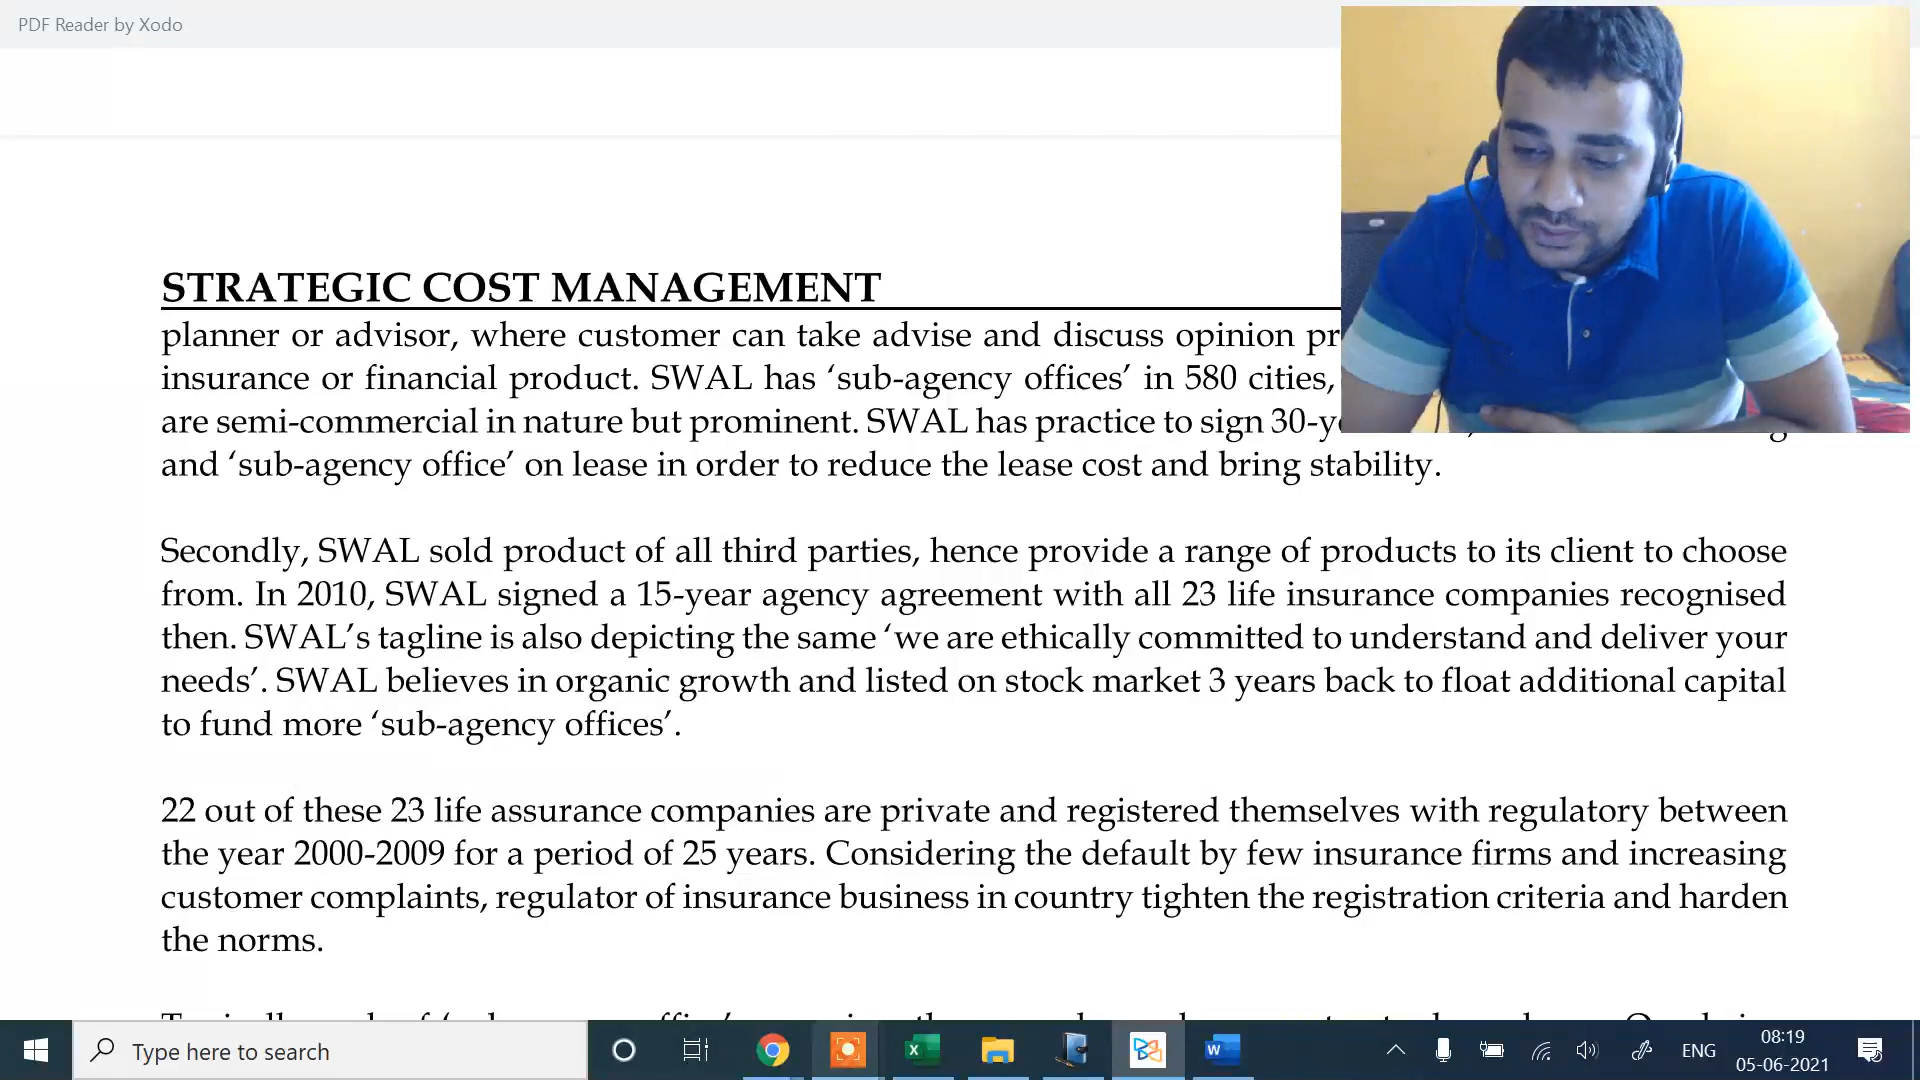 PDF Reader by Xodo
STRATEGIC COST MANAGEMENT
planner or advisor, where customer can take advise and discuss opinion
insurance or financial product. SWAL has ‘sub-agency offices’ in 580 cities,
are semi-commercial in nature but prominent. SWAL has practice to sign
and ‘sub-agency office’ on lease in order to reduce the lease cost and bring stability.
Secondly, SWAL sold product of all third parties, hence provide a range of products to its client to choose
from. In 2010, SWAL signed a 15-year agency agreement with all 23 life insurance companies recognised
then. SWAL’s tagline is also depicting the same ‘we are ethically committed to understand and deliver your
needs’. SWAL believes in organic growth and listed on stock market 3 years back to float additional capital
to fund more ‘sub-agency offices’.
22 out of these 23 life assurance companies are private and registered themselves with regulatory between
the year 2000-2009 for a period of 25 years. Considering the default by few insurance firms and increasing
customer complaints, regulator of insurance business in country tighten the registration criteria and harden
the norms.
Type here to search
ENG
08:19
05-06-2021